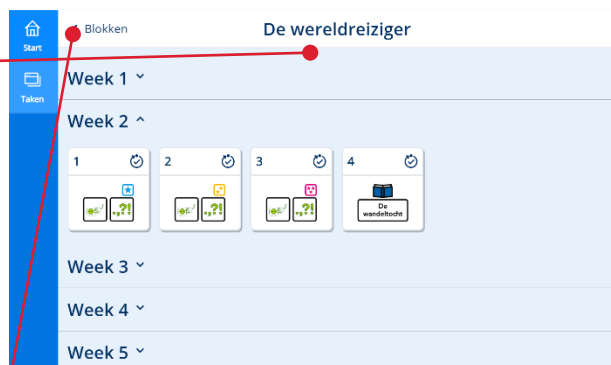 Start
Taken
Blokken
De wereldreiziger
Week 1
Week 2
1
2
3
4
.,?!
.,?!
.,?!
De
wandeltocht
Week 3
Week 4
Week 5